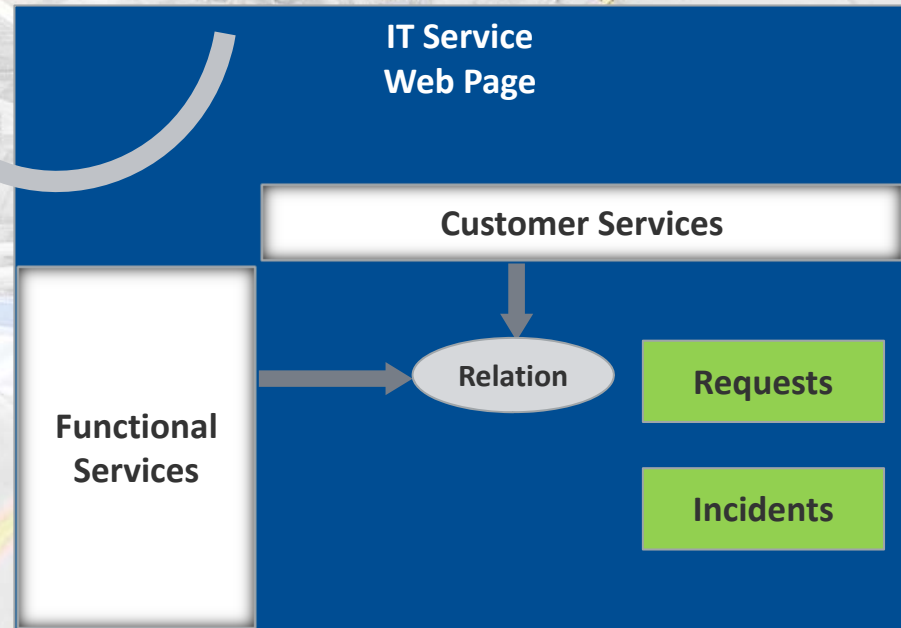 IT Service
Web Page
Customer Services
Relation
Requests
Functional
Services
Incidents